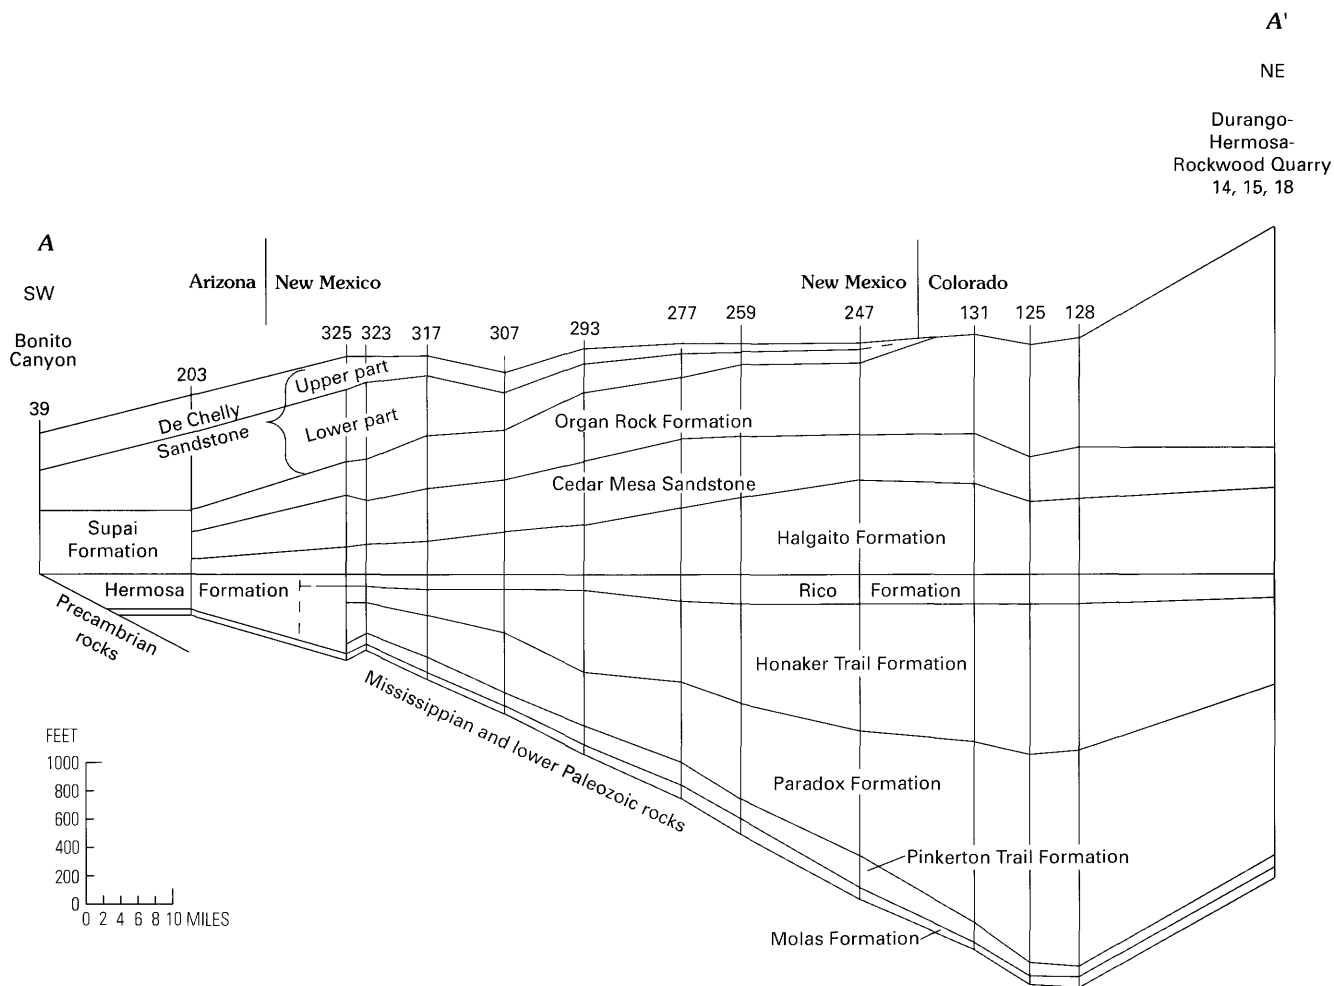 A'
NE
Durango-
Hermosa-
Rockwood Quarry
14, 15, 18
A
SW
Bonito
Canyon
39
Arizona
New Mexico
New Mexico
Colorado
203
325
323
317
307
293
277
259
247
131
125
128
Upper part
De Chelly
Sandstone
Lower part
Organ Rock Formation
Cedar Mesa Sandstone
Supai
Formation
Halgaito Formation
Hermosa Formation
Rico Formation
Precambrian
rocks
Honaker Trail Formation
Mississippian and lower Paleozoic rocks
Paradox Formation
Pinkerton Trail Formation
Molas Formation
FEET
1000
800
600
400
200
0
0 2 4 6 8 10 MILES